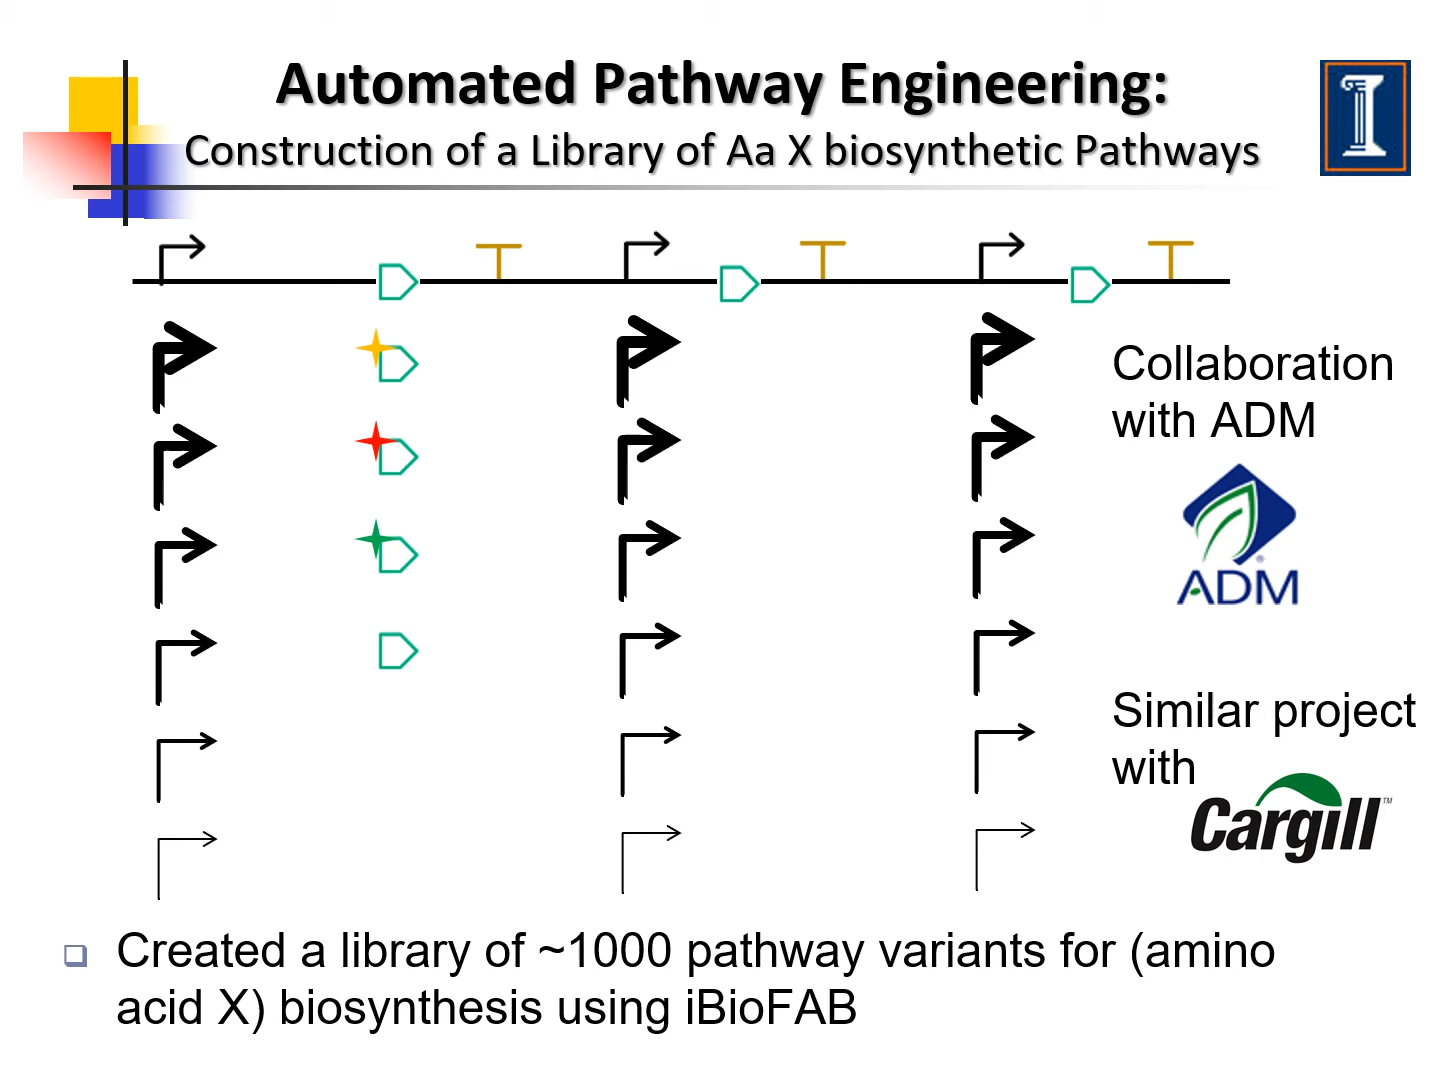 Automated Pathway Engineering:
Construction of a Library of Aa X biosynthetic Pathways
Collaboration
with ADM
ADM
Similar project
with
Cargill™
Created a library of ~1000 pathway variants for (amino
acid X) biosynthesis using iBioFAB